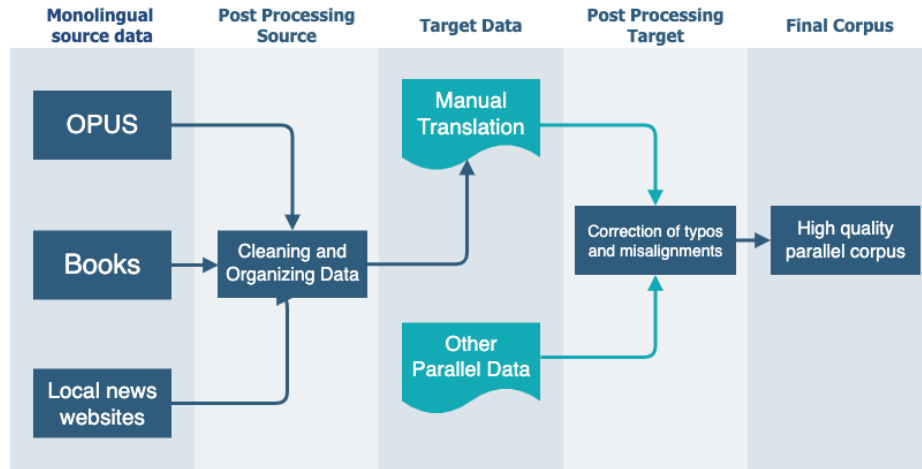 Monolingual
source data
Post Processing
Source
Target Data
Post Processing
Target
Final Corpus
OPUS
Books
Local news
websites
Cleaning and
Organizing Data
Manual
Translation
Other
Parallel Data
Correction of typos
and misalignments
High quality
parallel corpus